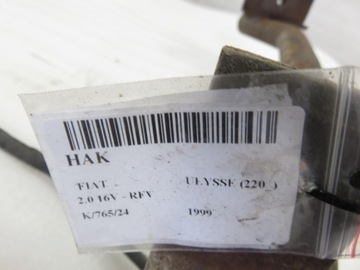 HAK
FIAT - ULYSSE (220_)
2.0 16V - RFV
K/765/24 1999